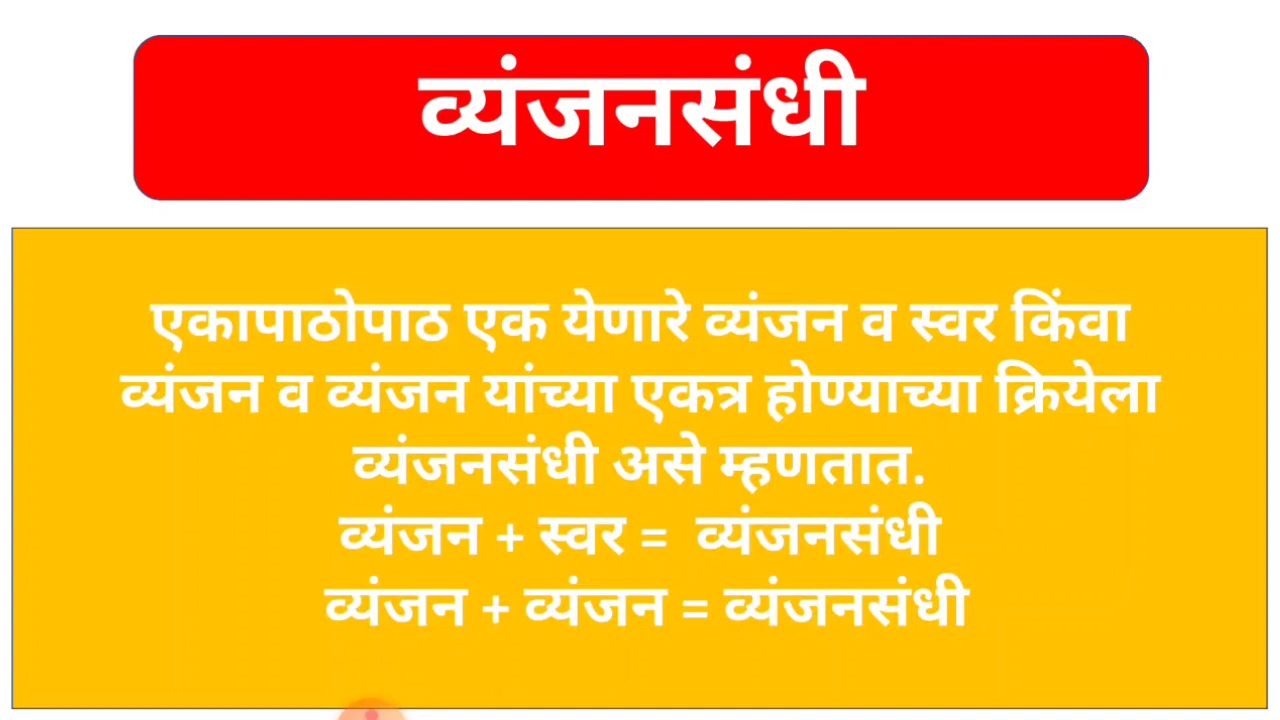 व्यंजनसंधी
एकापाठोपाठ एक येणारे व्यंजन व स्वर किंवा
व्यंजन व व्यंजन यांच्या एकत्र होण्याच्या क्रियेला
व्यंजनसंधी असे म्हणतात.
व्यंजन + स्वर = व्यंजनसंधी
व्यंजन + व्यंजन = व्यंजनसंधी